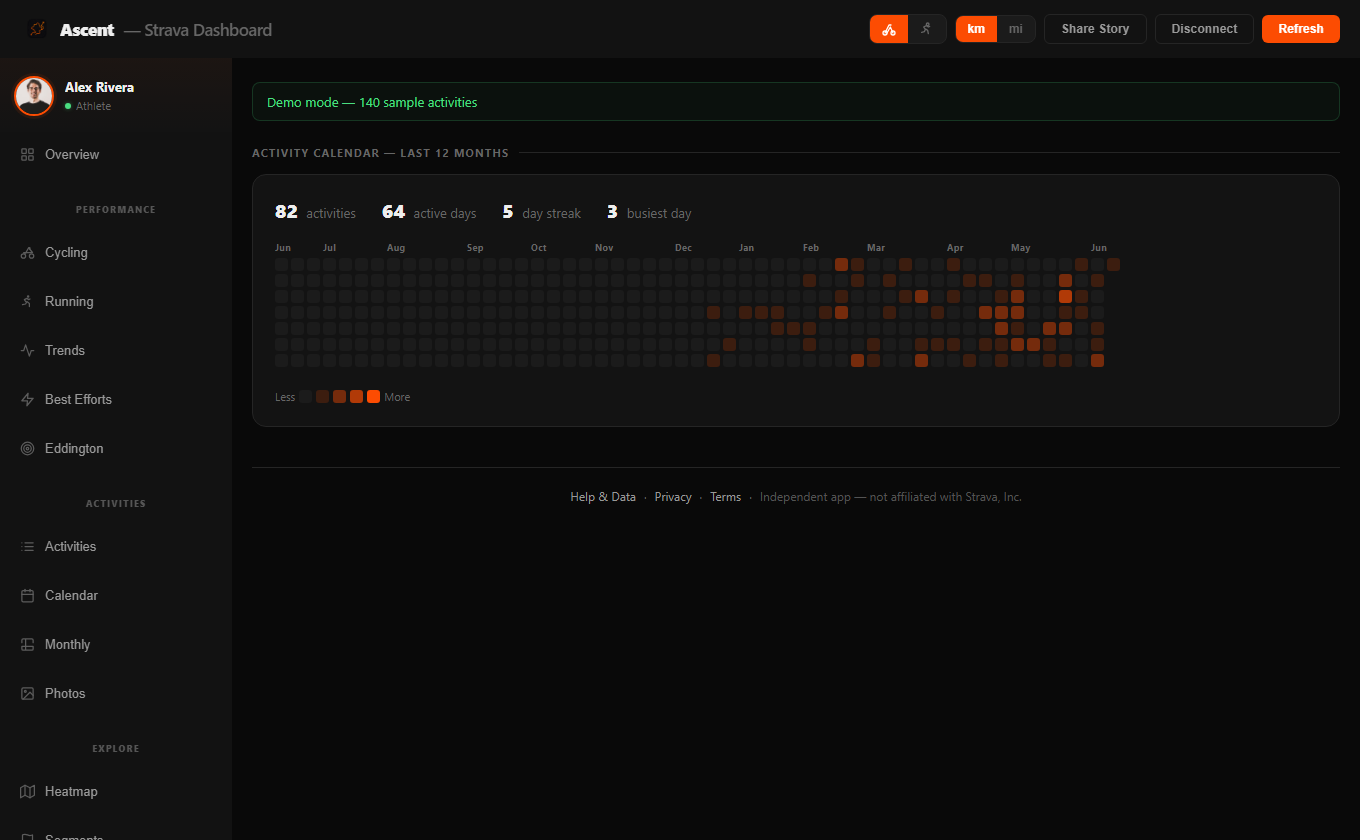 Ascent — Strava Dashboard
km mi Share Story Disconnect Refresh
Alex Rivera
Athlete
Overview
PERFORMANCE
Cycling
Running
Trends
Best Efforts
Eddington
ACTIVITIES
Activities
Calendar
Monthly
Photos
EXPLORE
Heatmap
Segments
Demo mode — 140 sample activities
ACTIVITY CALENDAR — LAST 12 MONTHS
82 activities 64 active days 5 day streak 3 busiest day
Jun Jul Aug Sep Oct Nov Dec Jan Feb Mar Apr May Jun
Less More
Help & Data · Privacy · Terms · Independent app — not affiliated with Strava, Inc.